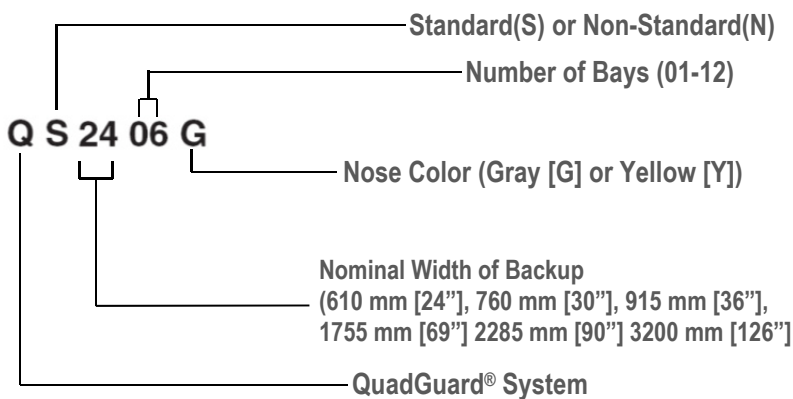 Standard(S) or Non-Standard(N)
Number of Bays (01-12)
Q S 24 06 G
Nose Color (Gray [G] or Yellow [Y])
Nominal Width of Backup
(610 mm [24”], 760 mm [30”], 915 mm [36”],
1755 mm [69”] 2285 mm [90”] 3200 mm [126”]
QuadGuard® System